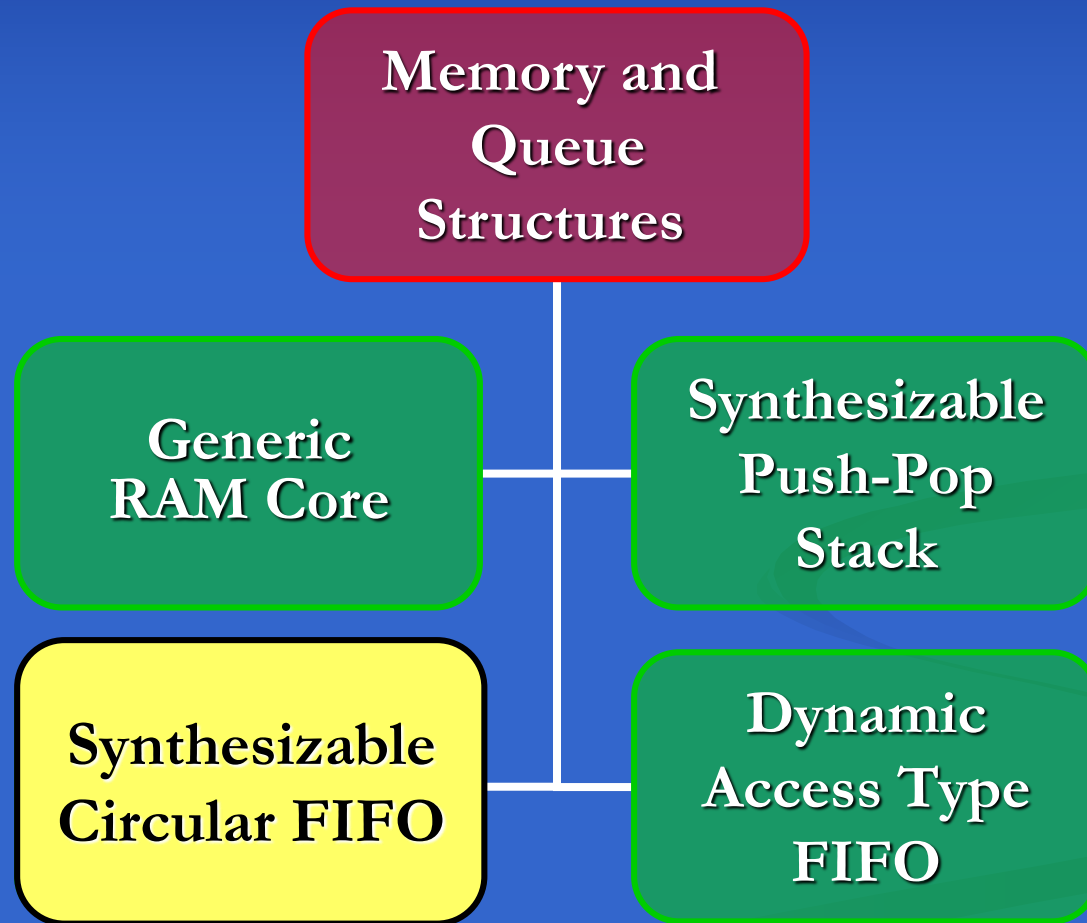 Memory and
Queue
Structures
Generic
RAM Core
Synthesizable
Push-Pop
Stack
Synthesizable
Circular FIFO
Dynamic
Access Type
FIFO